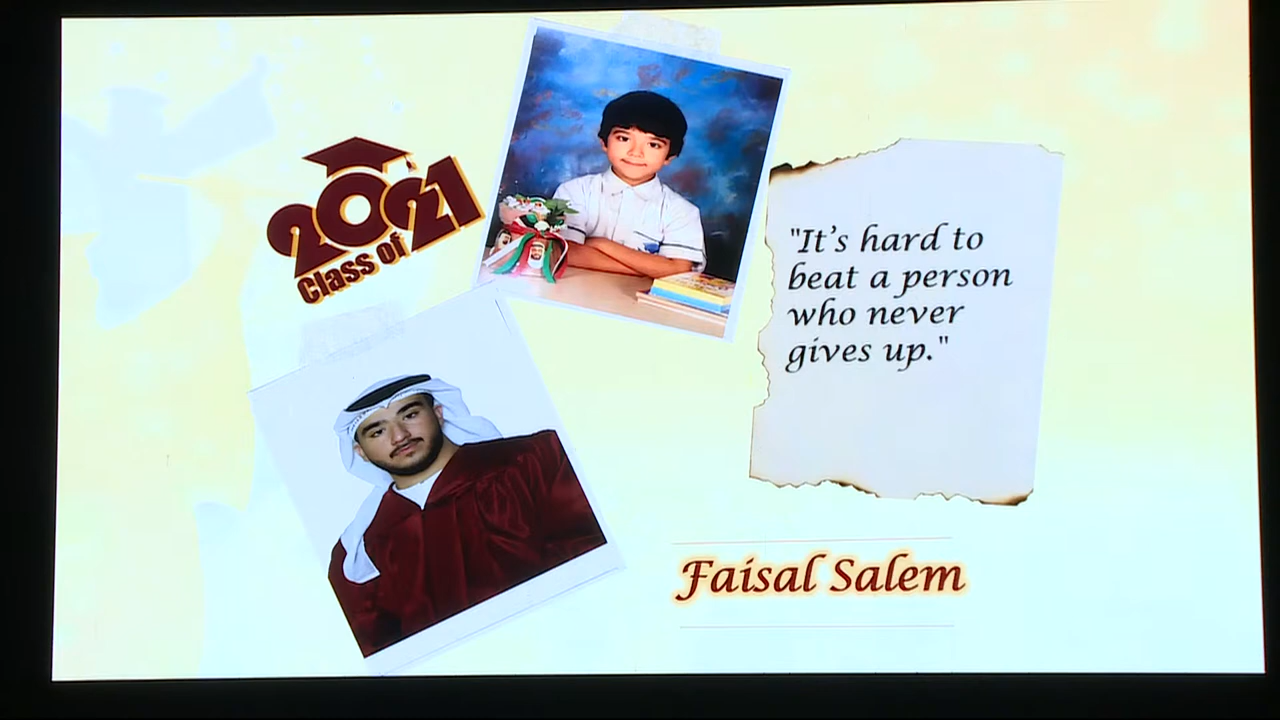 2021
Class of
"It’s hard to
beat a person
who never
gives up."
Faisal Salem